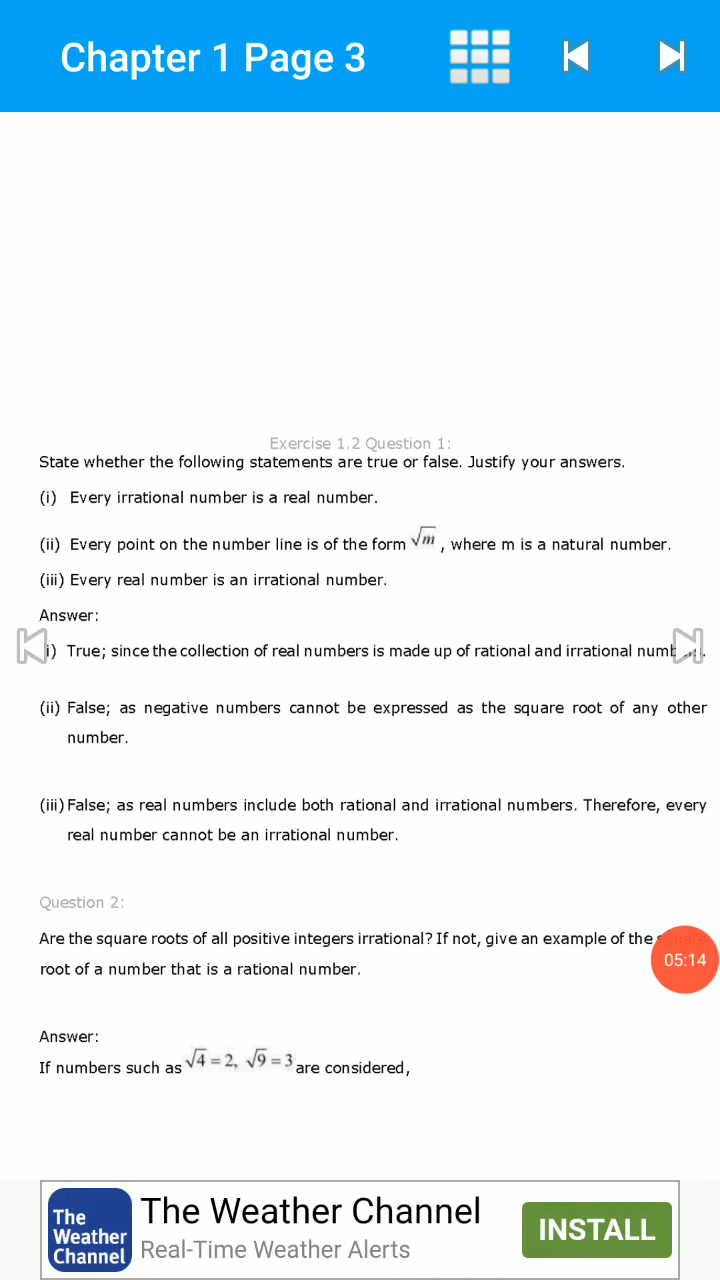 Chapter 1 Page 3
Exercise 1.2 Question 1:
State whether the following statements are true or false. Justify your answers.
(i) Every irrational number is a real number.
(ii) Every point on the number line is of the form √m , where m is a natural number.
(iii) Every real number is an irrational number.
Answer:
i) True; since the collection of real numbers is made up of rational and irrational
(ii) False; as negative numbers cannot be expressed as the square root of any other
number.
(iii) False; as real numbers include both rational and irrational numbers. Therefore, every
real number cannot be an irrational number.
Question 2:
Are the square roots of all positive integers irrational? If not, give an example of the square
05:14
root of a number that is a rational number.
Answer:
If numbers such as √4 = 2, √9 = 3 are considered,
The Weather Channel
The Weather Channel
Real-Time Weather Alerts
INSTALL